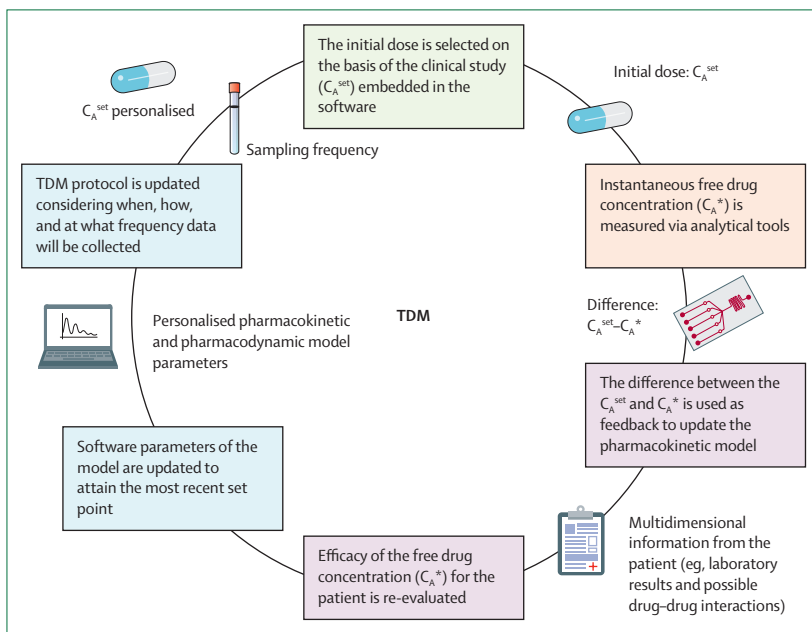 The initial dose is selected on
the basis of the clinical study
(C_A^set) embedded in the
software
Initial dose: C_A^set
Instantaneous free drug
concentration (C_A*) is
measured via analytical tools
Difference:
C_A^set–C_A*
The difference between the
C_A^set and C_A* is used as
feedback to update the
pharmacokinetic model
Multidimensional
information from the
patient (eg, laboratory
results and possible
drug–drug interactions)
Efficacy of the free drug
concentration (C_A*) for the
patient is re-evaluated
Software parameters of the
model are updated to
attain the most recent set
point
Personalised pharmacokinetic
and pharmacodynamic model
parameters
TDM protocol is updated
considering when, how,
and at what frequency data
will be collected
C_A^set personalised
Sampling frequency
TDM